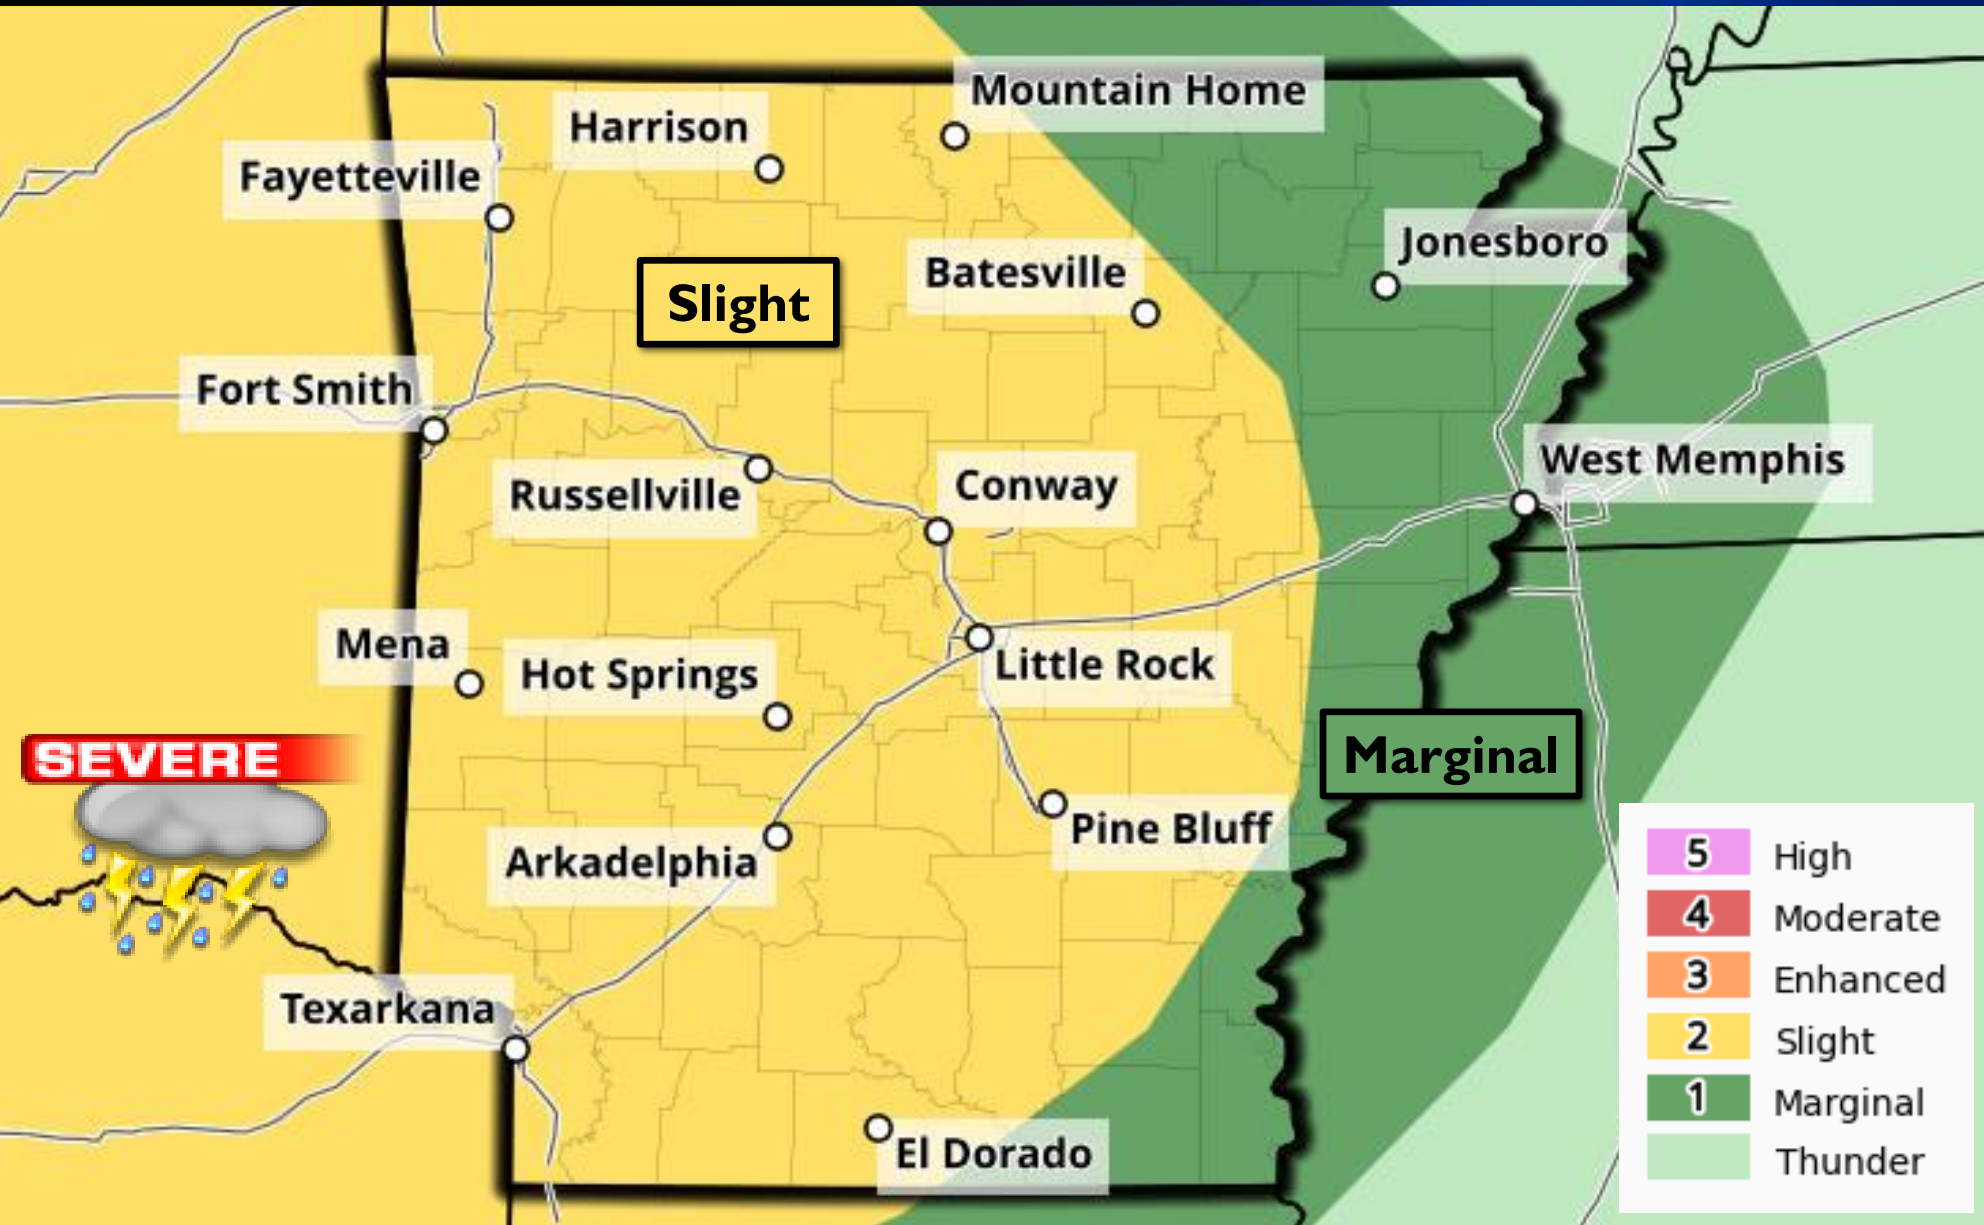 Mountain Home
Harrison
Fayetteville
Jonesboro
Batesville
Slight
Fort Smith
West Memphis
Russellville
Conway
Mena
Hot Springs
Little Rock
SEVERE
Marginal
Pine Bluff
Arkadelphia
Texarkana
El Dorado
5 High
4 Moderate
3 Enhanced
2 Slight
1 Marginal
Thunder